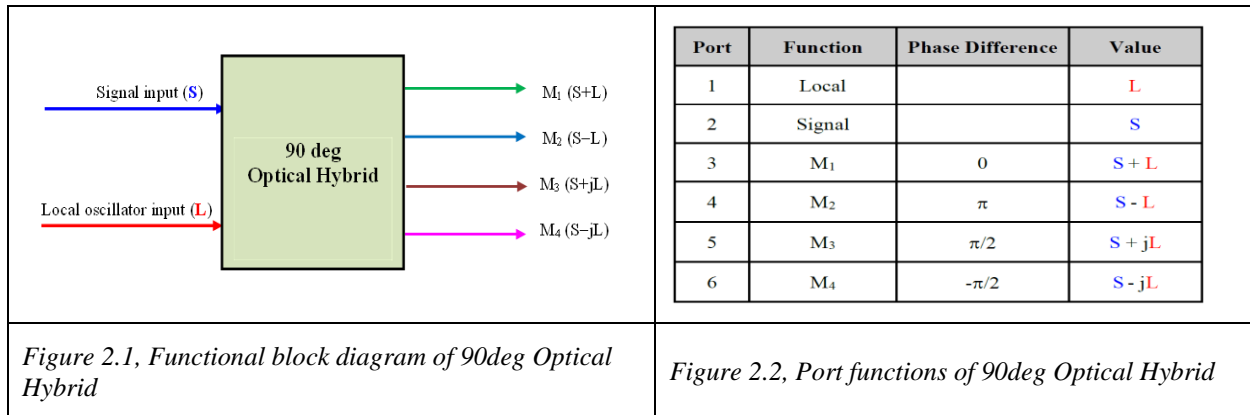 Signal input (S)
Local oscillator input (L)
90 deg
Optical Hybrid
M₁ (S+L)
M₂ (S−L)
M₃ (S+jL)
M₄ (S−jL)
Port Function Phase Difference Value
1 Local L
2 Signal S
3 M₁ 0 S + L
4 M₂ π S - L
5 M₃ π/2 S + jL
6 M₄ -π/2 S - jL
Figure 2.1, Functional block diagram of 90deg Optical
Hybrid
Figure 2.2, Port functions of 90deg Optical Hybrid